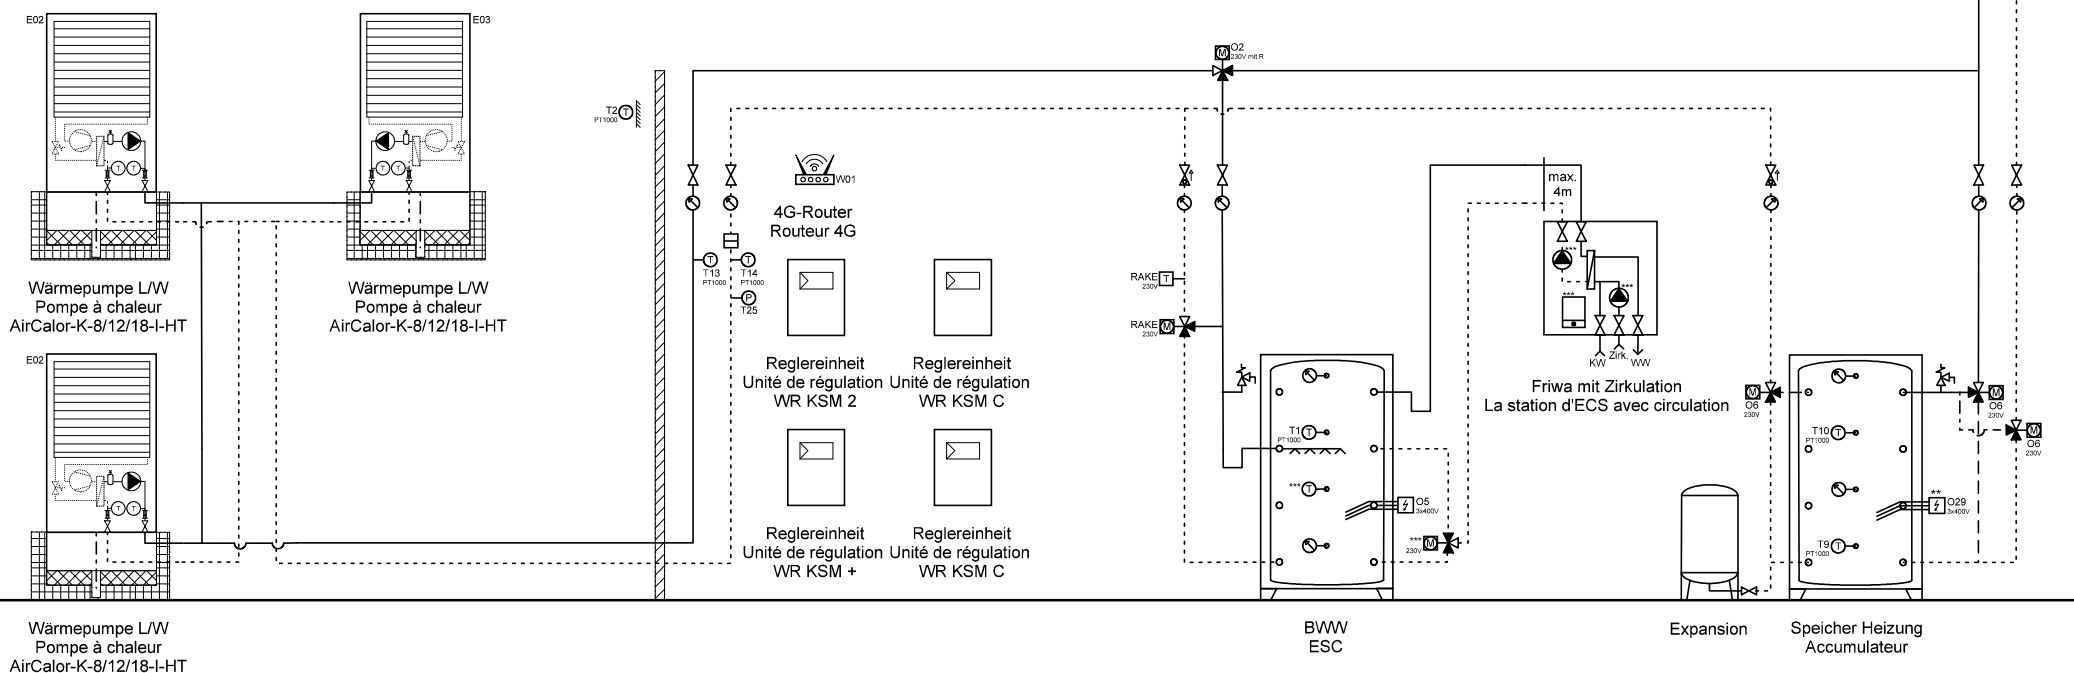 E02
E03
Wärmepumpe L/W
Pompe à chaleur
AirCalor-K-8/12/18-I-HT
Wärmepumpe L/W
Pompe à chaleur
AirCalor-K-8/12/18-I-HT
E02
Wärmepumpe L/W
Pompe à chaleur
AirCalor-K-8/12/18-I-HT
T T
T T
T T
T2
PT1000
T
T
T13
PT1000
T
T14
PT1000
P
T25
W01
4G-Router
Routeur 4G
Reglereinheit
Unité de régulation
WR KSM 2
Reglereinheit
Unité de régulation
WR KSM C
Reglereinheit
Unité de régulation
WR KSM +
Reglereinheit
Unité de régulation
WR KSM C
M
O2
230V mit R
RAKE
230V
T
RAKE
230V
M
T1
PT1000
T
***
T
O5
3x400V
***
230V
M
BWW
ESC
max.
4m
***
***
***
KW
Zirk.
WW
Friwa mit Zirkulation
La station d'ECS avec circulation
Expansion
M
O6
230V
T10
PT1000
T
T9
PT1000
T
**
O29
3x400V
M
O6
230V
M
O6
230V
Speicher Heizung
Accumulateur